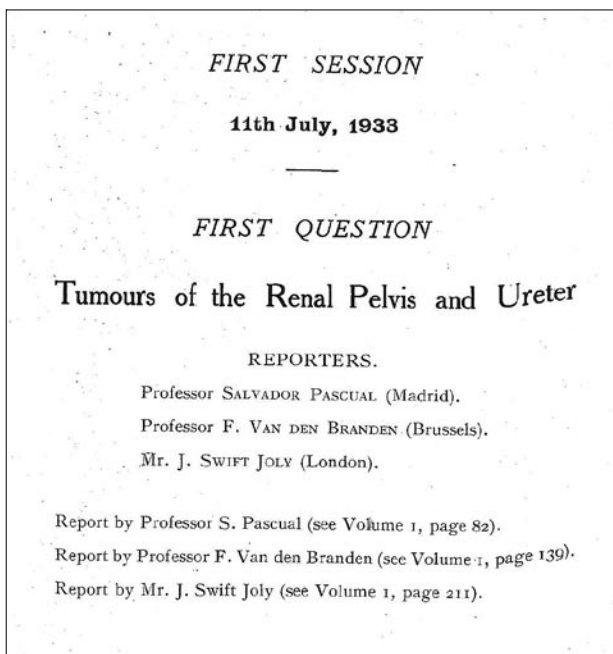 FIRST SESSION
11th July, 1933
FIRST QUESTION
Tumours of the Renal Pelvis and Ureter
REPORTERS.
Professor SALVADOR PASCUAL (Madrid).
Professor F. VAN DEN BRANDEN (Brussels).
Mr. J. SWIFT JOLY (London).
Report by Professor S. Pascual (see Volume 1, page 82).
Report by Professor F. Van den Branden (see Volume 1, page 139).
Report by Mr. J. Swift Joly (see Volume 1, page 211).